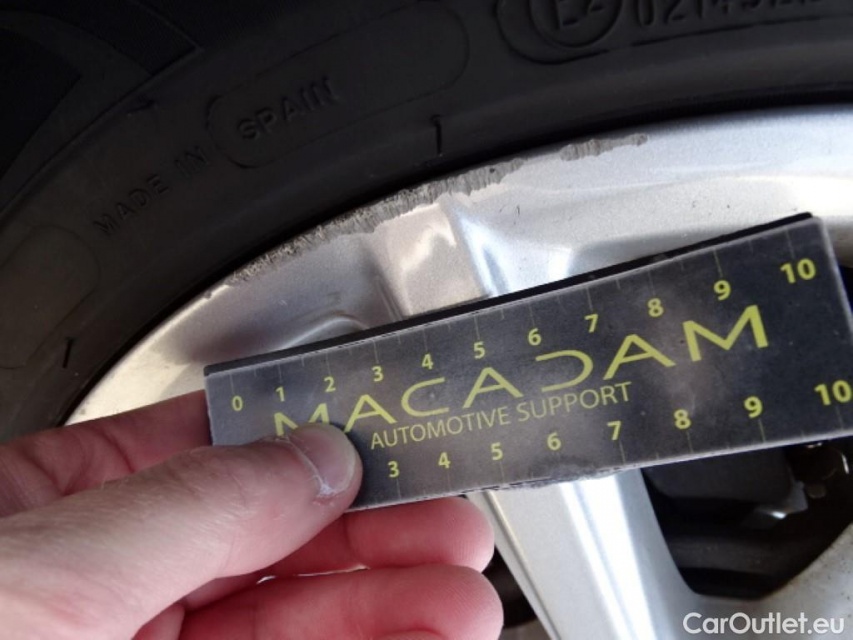 E4
MADE IN SPAIN
0 1 2 3 4 5 6 7 8 9 10
MACADAM
AUTOMOTIVE SUPPORT
3 4 5 6 7 8 9 10
CarOutlet.eu